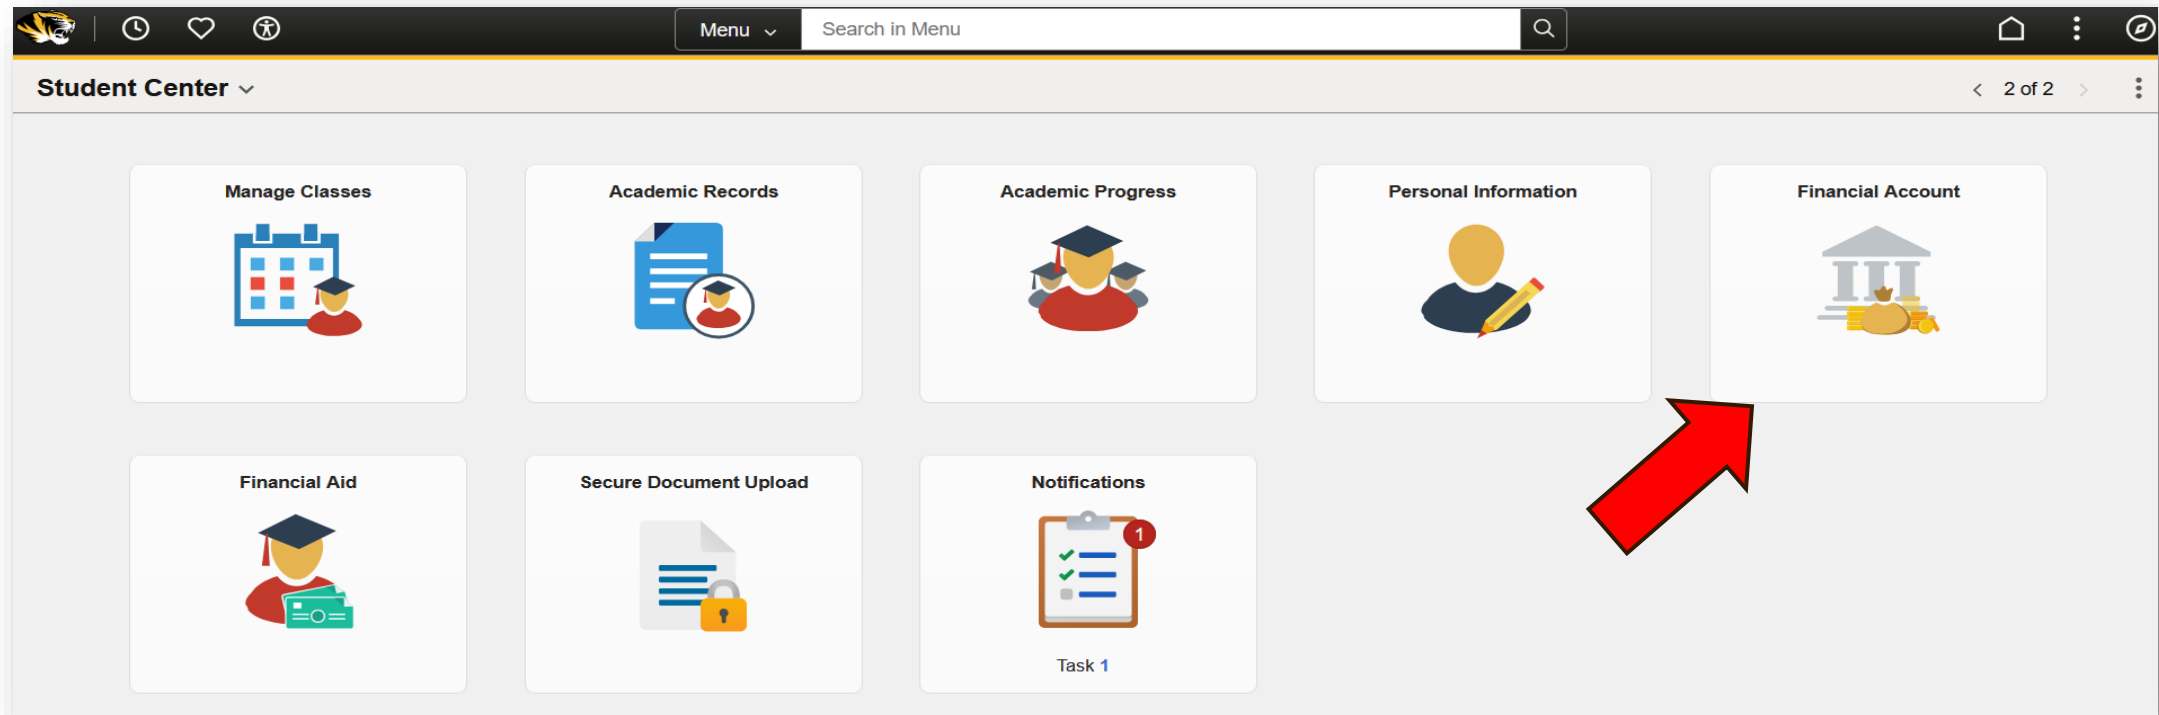 Menu
Search in Menu
Student Center
2 of 2
Manage Classes
Academic Records
Academic Progress
Personal Information
Financial Account
Financial Aid
Secure Document Upload
Notifications
1
Task 1